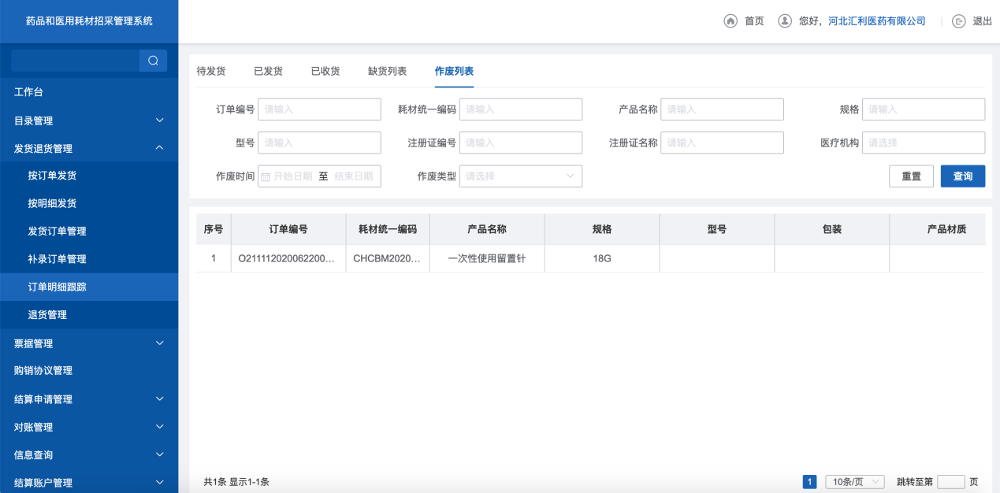 药品和医用耗材招采管理系统
首页 您好，河北汇利医药有限公司 退出
工作台
目录管理
发货退货管理
按订单发货
按明细发货
发货订单管理
补录订单管理
订单明细跟踪
退货管理
票据管理
购销协议管理
结算申请管理
对账管理
信息查询
结算账户管理
待发货 已发货 已收货 缺货列表 作废列表
订单编号 请输入 耗材统一编码 请输入 产品名称 请输入 规格 请输入
型号 请输入 注册证编号 请输入 注册证名称 请输入 医疗机构 请选择
作废时间 开始日期 至 结束日期 作废类型 请选择 重置 查询
序号 订单编号 耗材统一编码 产品名称 规格 型号 包装 产品材质
1 O211112020062200... CHCBM2020... 一次性使用留置针 18G
共1条 显示1-1条 1 10条/页 跳转至第 页